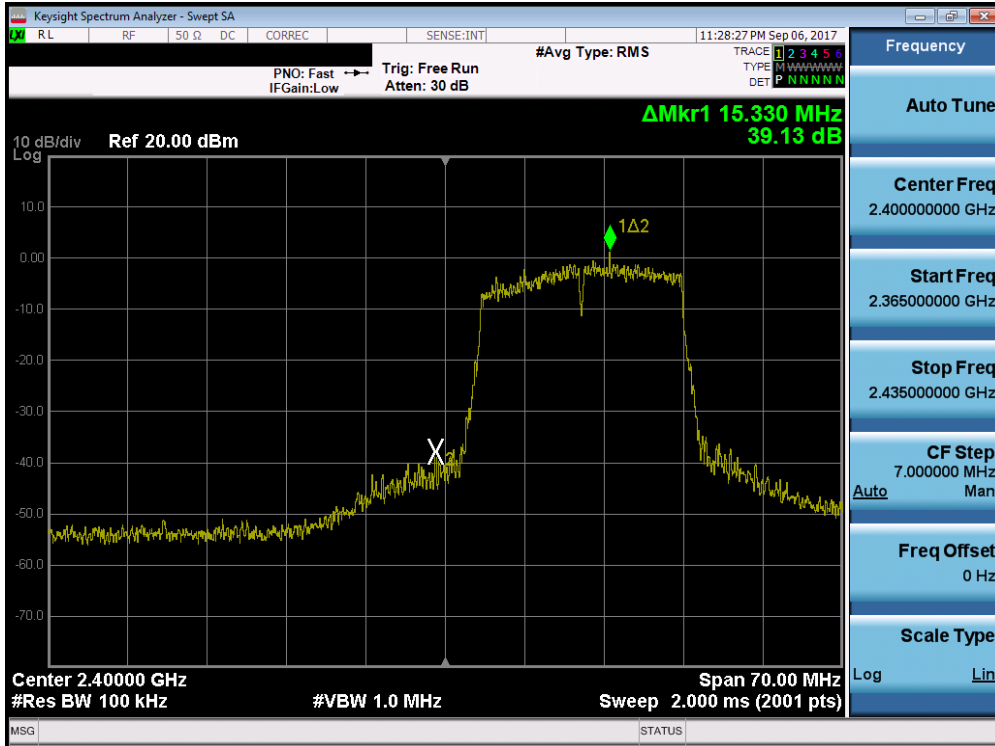 Keysight Spectrum Analyzer - Swept SA
LXI RL RF 50 Ω DC CORREC SENSE:INT 11:28:27 PM Sep 06, 2017
PNO: Fast
IFGain:Low
Trig: Free Run
Atten: 30 dB
#Avg Type: RMS
TRACE 1 2 3 4 5 6
TYPE M WWWWW
DET P N N N N N
ΔMkr1 15.330 MHz
39.13 dB
10 dB/div
Log
Ref 20.00 dBm
10.0
0.00
-10.0
-20.0
-30.0
-40.0
-50.0
-60.0
-70.0
1Δ2
X2
Center 2.40000 GHz
Span 70.00 MHz
#Res BW 100 kHz
#VBW 1.0 MHz
Sweep 2.000 ms (2001 pts)
MSG
STATUS
Frequency
Auto Tune
Center Freq
2.400000000 GHz
Start Freq
2.365000000 GHz
Stop Freq
2.435000000 GHz
CF Step
7.000000 MHz
Auto Man
Freq Offset
0 Hz
Scale Type
Log Lin